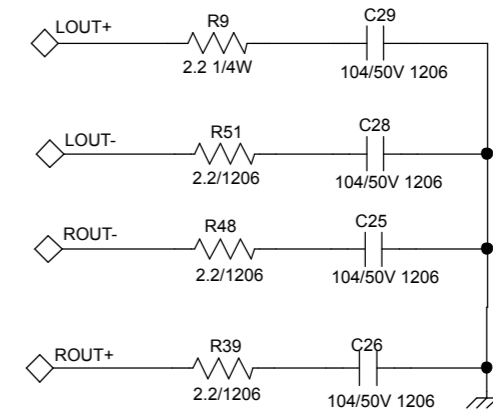 LOUT+
R9
2.2 1/4W
C29
104/50V 1206
LOUT-
R51
2.2/1206
C28
104/50V 1206
ROUT-
R48
2.2/1206
C25
104/50V 1206
ROUT+
R39
2.2/1206
C26
104/50V 1206